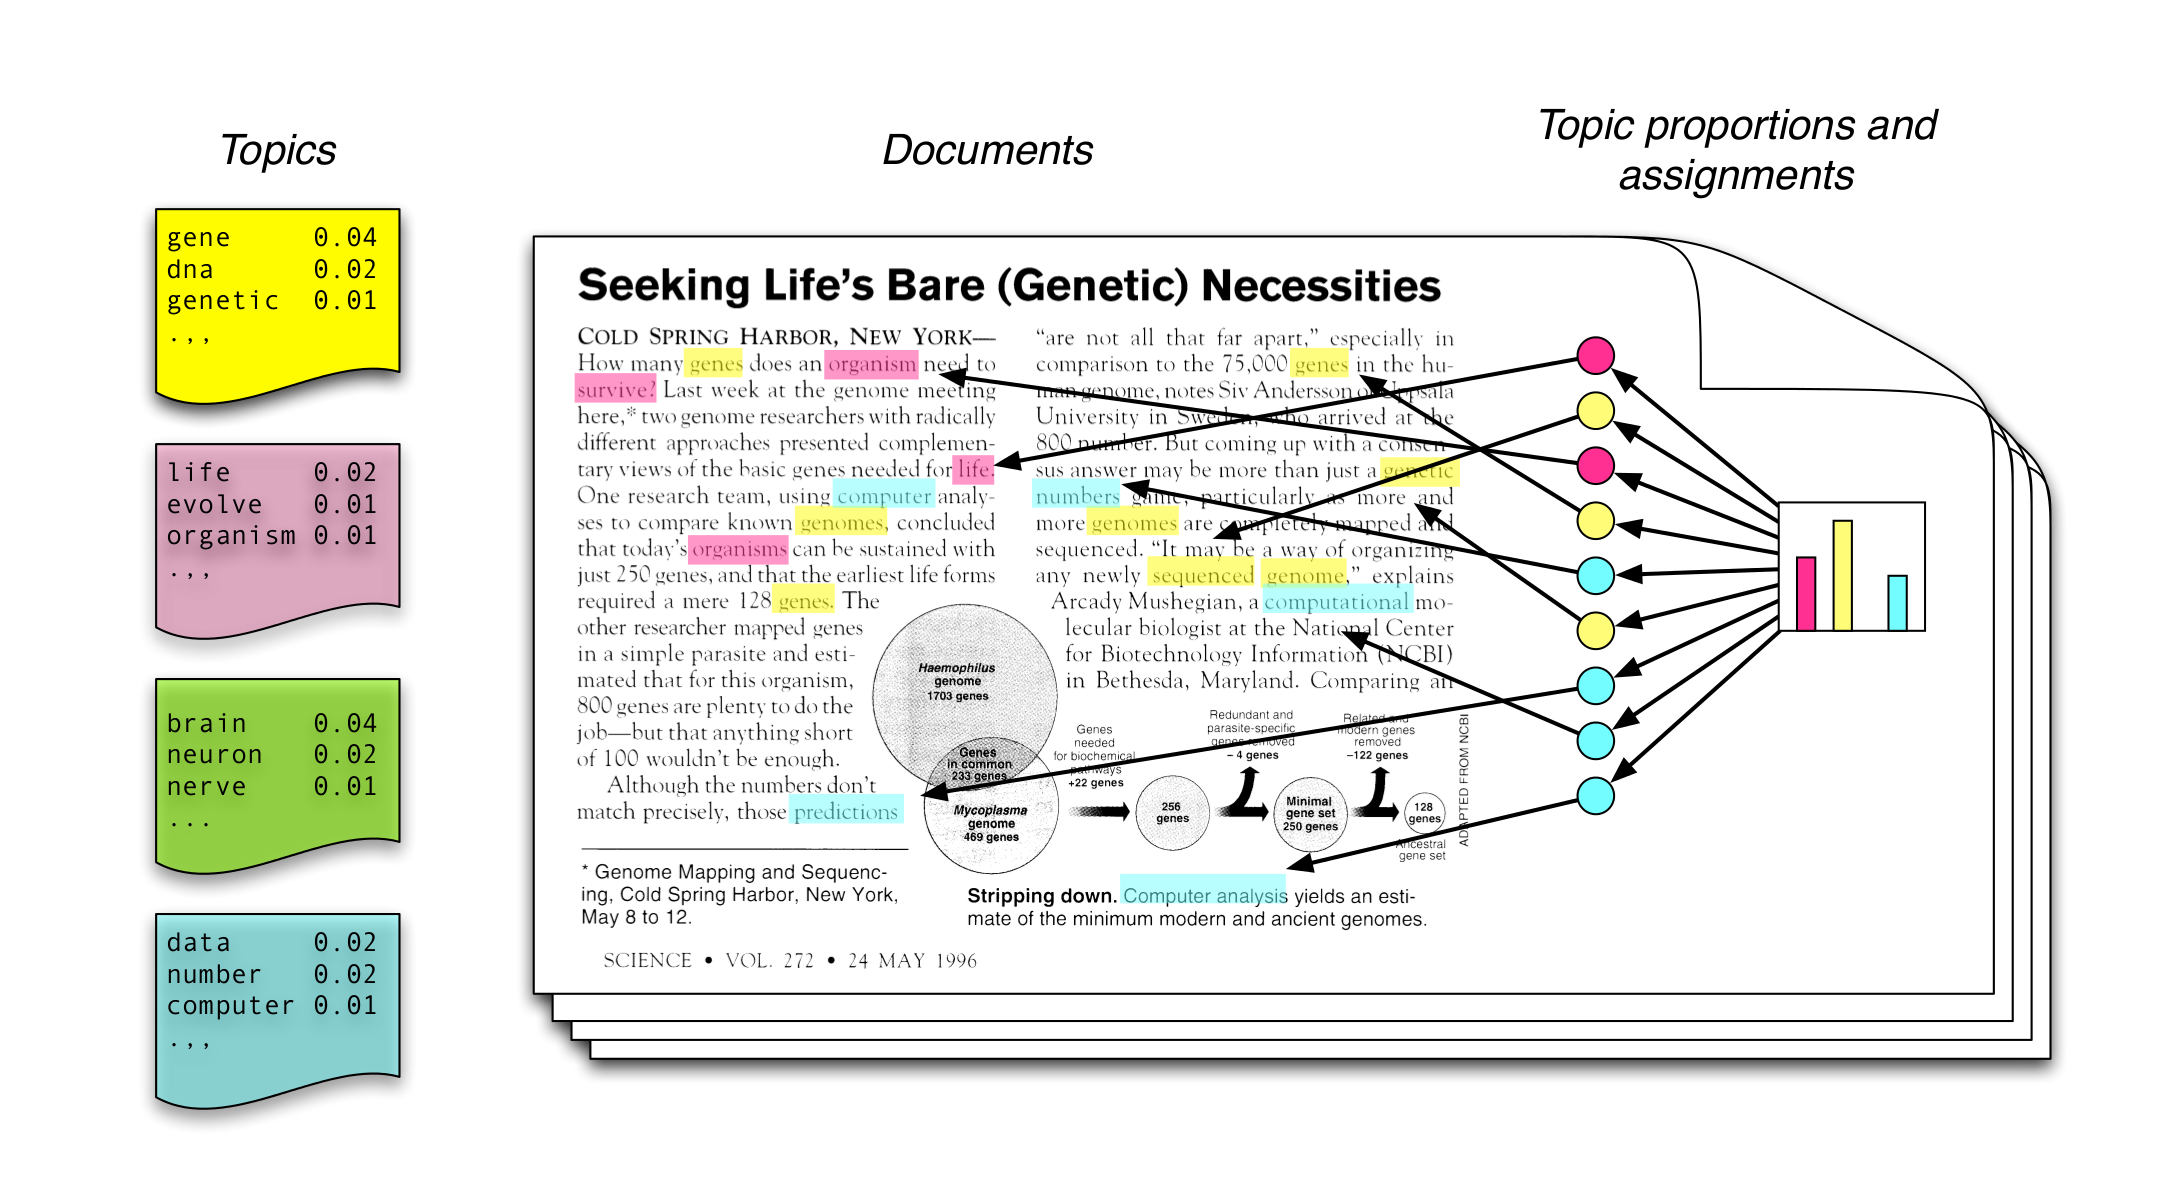 Topics
gene 0.04
dna 0.02
genetic 0.01
.,,
life 0.02
evolve 0.01
organism 0.01
.,,
brain 0.04
neuron 0.02
nerve 0.01
...
data 0.02
number 0.02
computer 0.01
.,,
Documents
Seeking Life's Bare (Genetic) Necessities
COLD SPRING HARBOR, NEW YORK—
How many genes does an organism need to
survive? Last week at the genome meeting
here,* two genome researchers with radically
different approaches presented complemen-
tary views of the basic genes needed for life.
One research team, using computer analy-
ses to compare known genomes, concluded
that today's organisms can be sustained with
just 250 genes, and that the earliest life forms
required a mere 128 genes. The
other researcher mapped genes
in a simple parasite and esti-
mated that for this organism,
800 genes are plenty to do the
job—but that anything short
of 100 wouldn't be enough.
Although the numbers don't
match precisely, those predictions
* Genome Mapping and Sequenc-
ing, Cold Spring Harbor, New York,
May 8 to 12.
"are not all that far apart," especially in
comparison to the 75,000 genes in the hu-
man genome, notes Siv Andersson of Uppsala
University in Sweden, who arrived at the
800 number. But coming up with a consen-
sus answer may be more than just a genetic
numbers game, particularly as more and
more genomes are completely mapped and
sequenced. "It may be a way of organizing
any newly sequenced genome," explains
Arcady Mushegian, a computational mo-
lecular biologist at the National Center
for Biotechnology Information (NCBI)
in Bethesda, Maryland. Comparing an
Haemophilus
genome
1703 genes
Genes
in common
233 genes
Mycoplasma
genome
469 genes
Genes
needed
for biochemical
pathways
+22 genes
256
genes
Redundant and
parasite-specific
genes removed
– 4 genes
Minimal
gene set
250 genes
Related and
modern genes
removed
–122 genes
128
genes
Ancestral
gene set
ADAPTED FROM NCBI
Stripping down. Computer analysis yields an esti-
mate of the minimum modern and ancient genomes.
SCIENCE • VOL. 272 • 24 MAY 1996
Topic proportions and
assignments